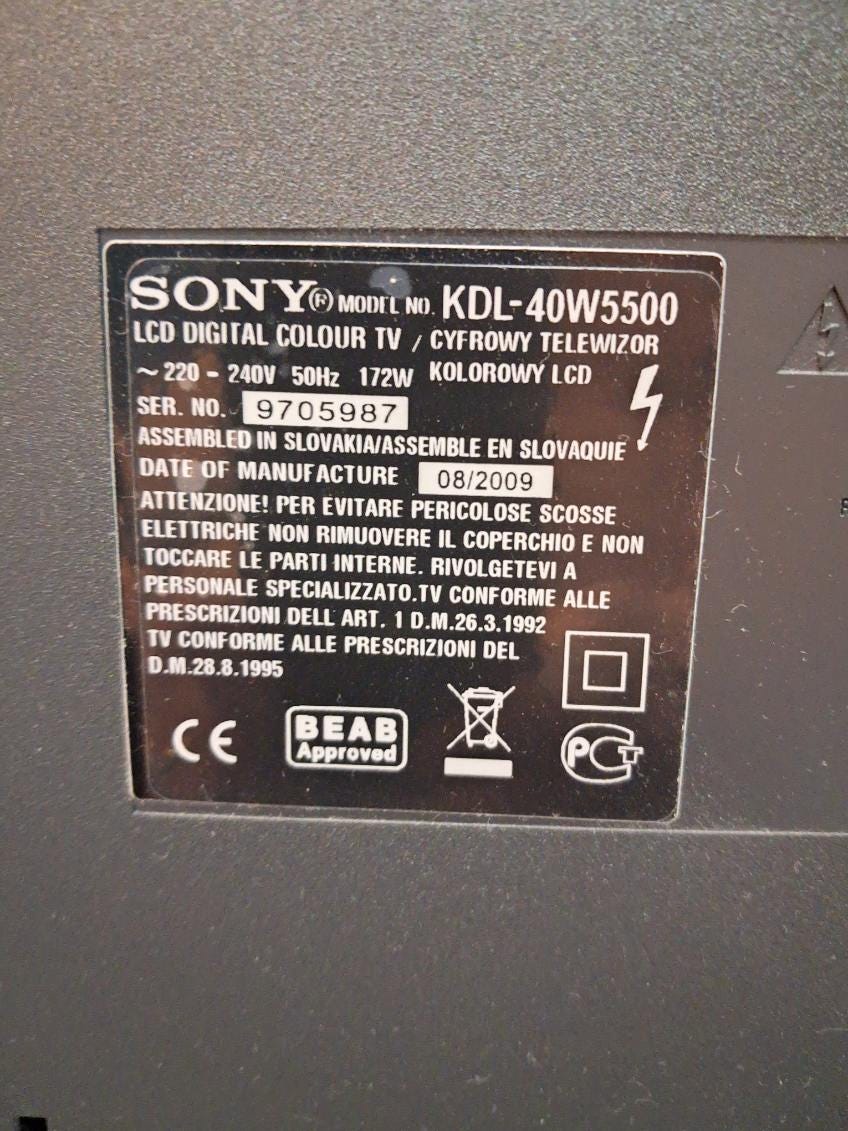 SONY® MODEL NO. KDL-40W5500
LCD DIGITAL COLOUR TV / CYFROWY TELEWIZOR
~ 220 - 240V 50Hz 172W KOLOROWY LCD
SER. NO. 9705987
ASSEMBLED IN SLOVAKIA/ASSEMBLE EN SLOVAQUIE
DATE OF MANUFACTURE 08/2009
ATTENZIONE! PER EVITARE PERICOLOSE SCOSSE
ELETTRICHE NON RIMUOVERE IL COPERCHIO E NON
TOCCARE LE PARTI INTERNE. RIVOLGETEVI A
PERSONALE SPECIALIZZATO.TV CONFORME ALLE
PRESCRIZIONI DELL ART. 1 D.M.26.3.1992
TV CONFORME ALLE PRESCRIZIONI DEL
D.M.28.8.1995
CE BEAB
Approved
PCT